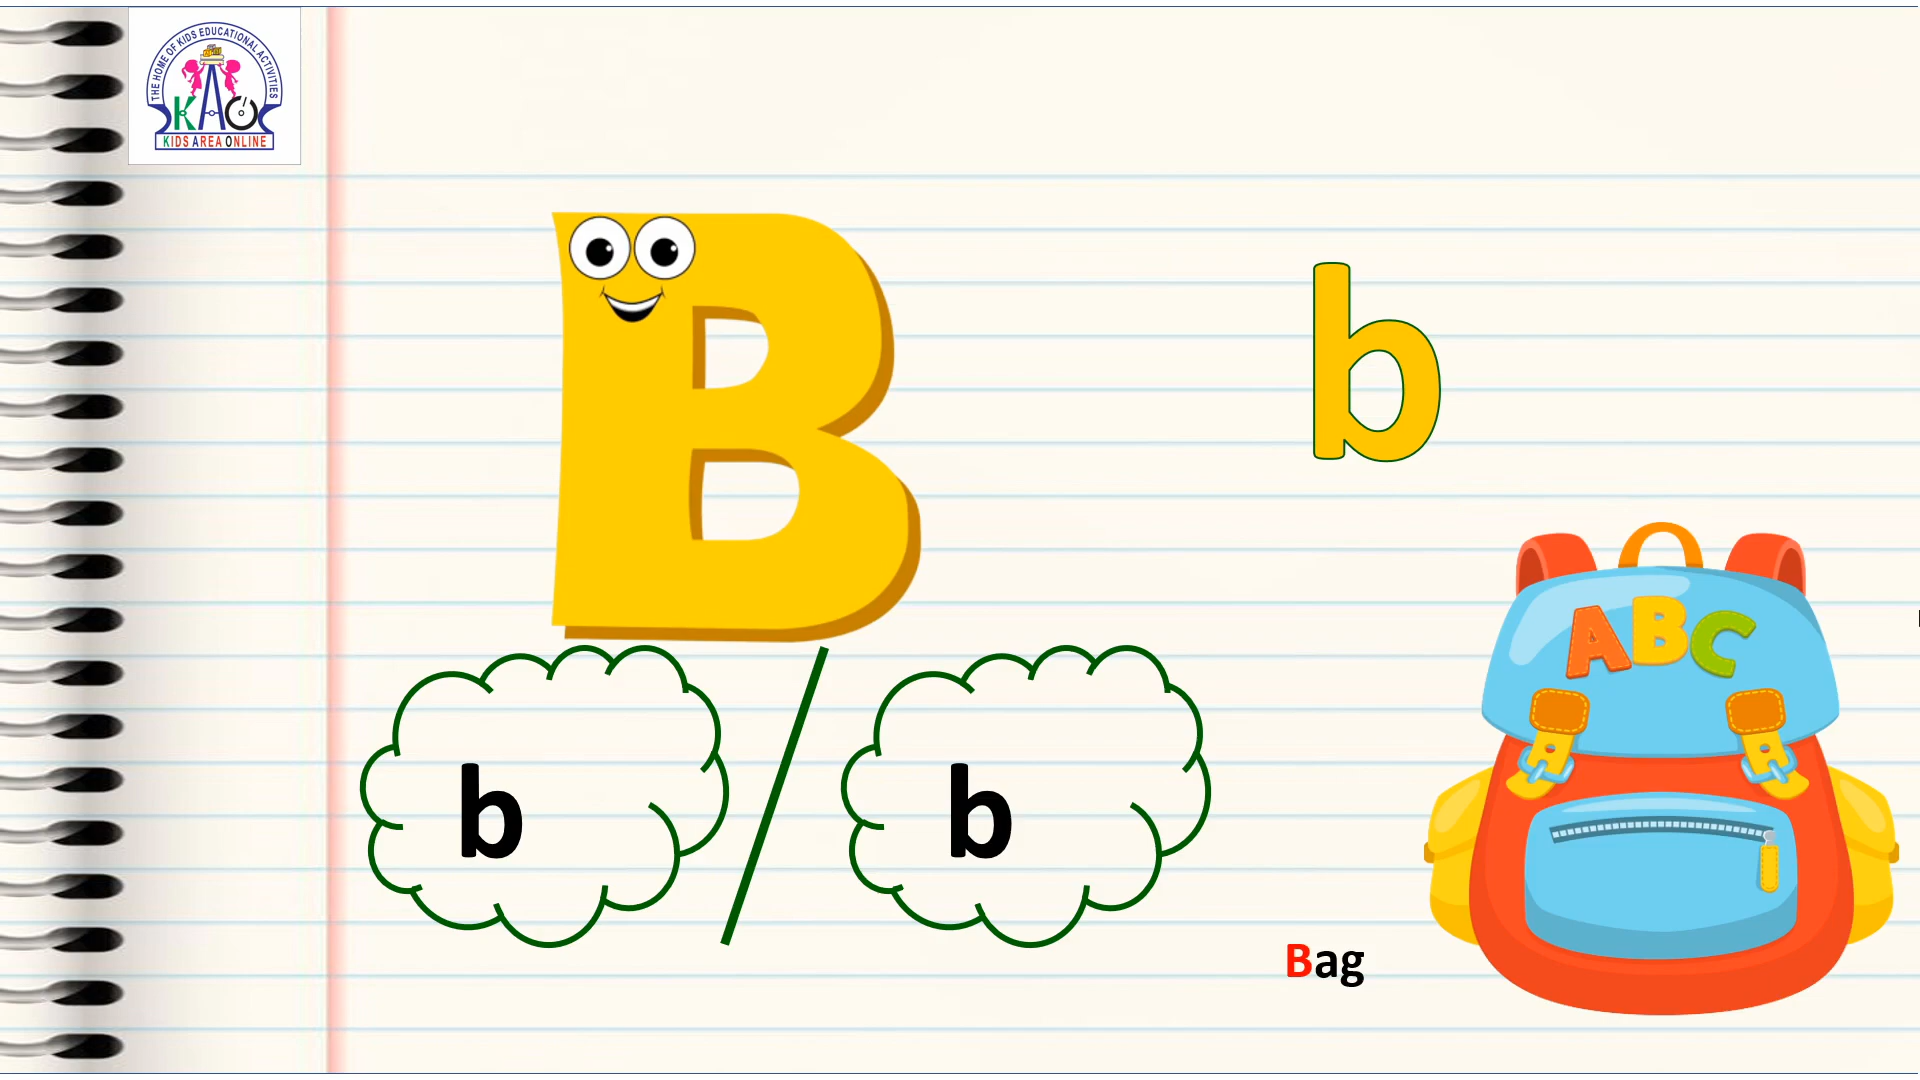 THE HOME OF KIDS EDUCATIONAL ACTIVITIES
KAO
KIDS AREA ONLINE
B
b
ABC
b
b
Bag